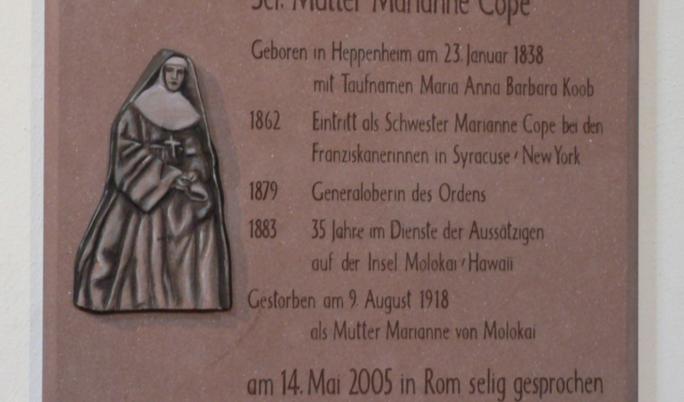 Sel. Mutter Marianne Cope
Geboren in Heppenheim am 23. Januar 1838
mit Taufnamen Maria Anna Barbara Koob
1862 Eintritt als Schwester Marianne Cope bei den
Franziskanerinnen in Syracuse / New York
1879 Generaloberin des Ordens
1883 35 Jahre im Dienste der Aussätzigen
auf der Insel Molokai / Hawaii
Gestorben am 9. August 1918
als Mutter Marianne von Molokai
am 14. Mai 2005 in Rom selig gesprochen